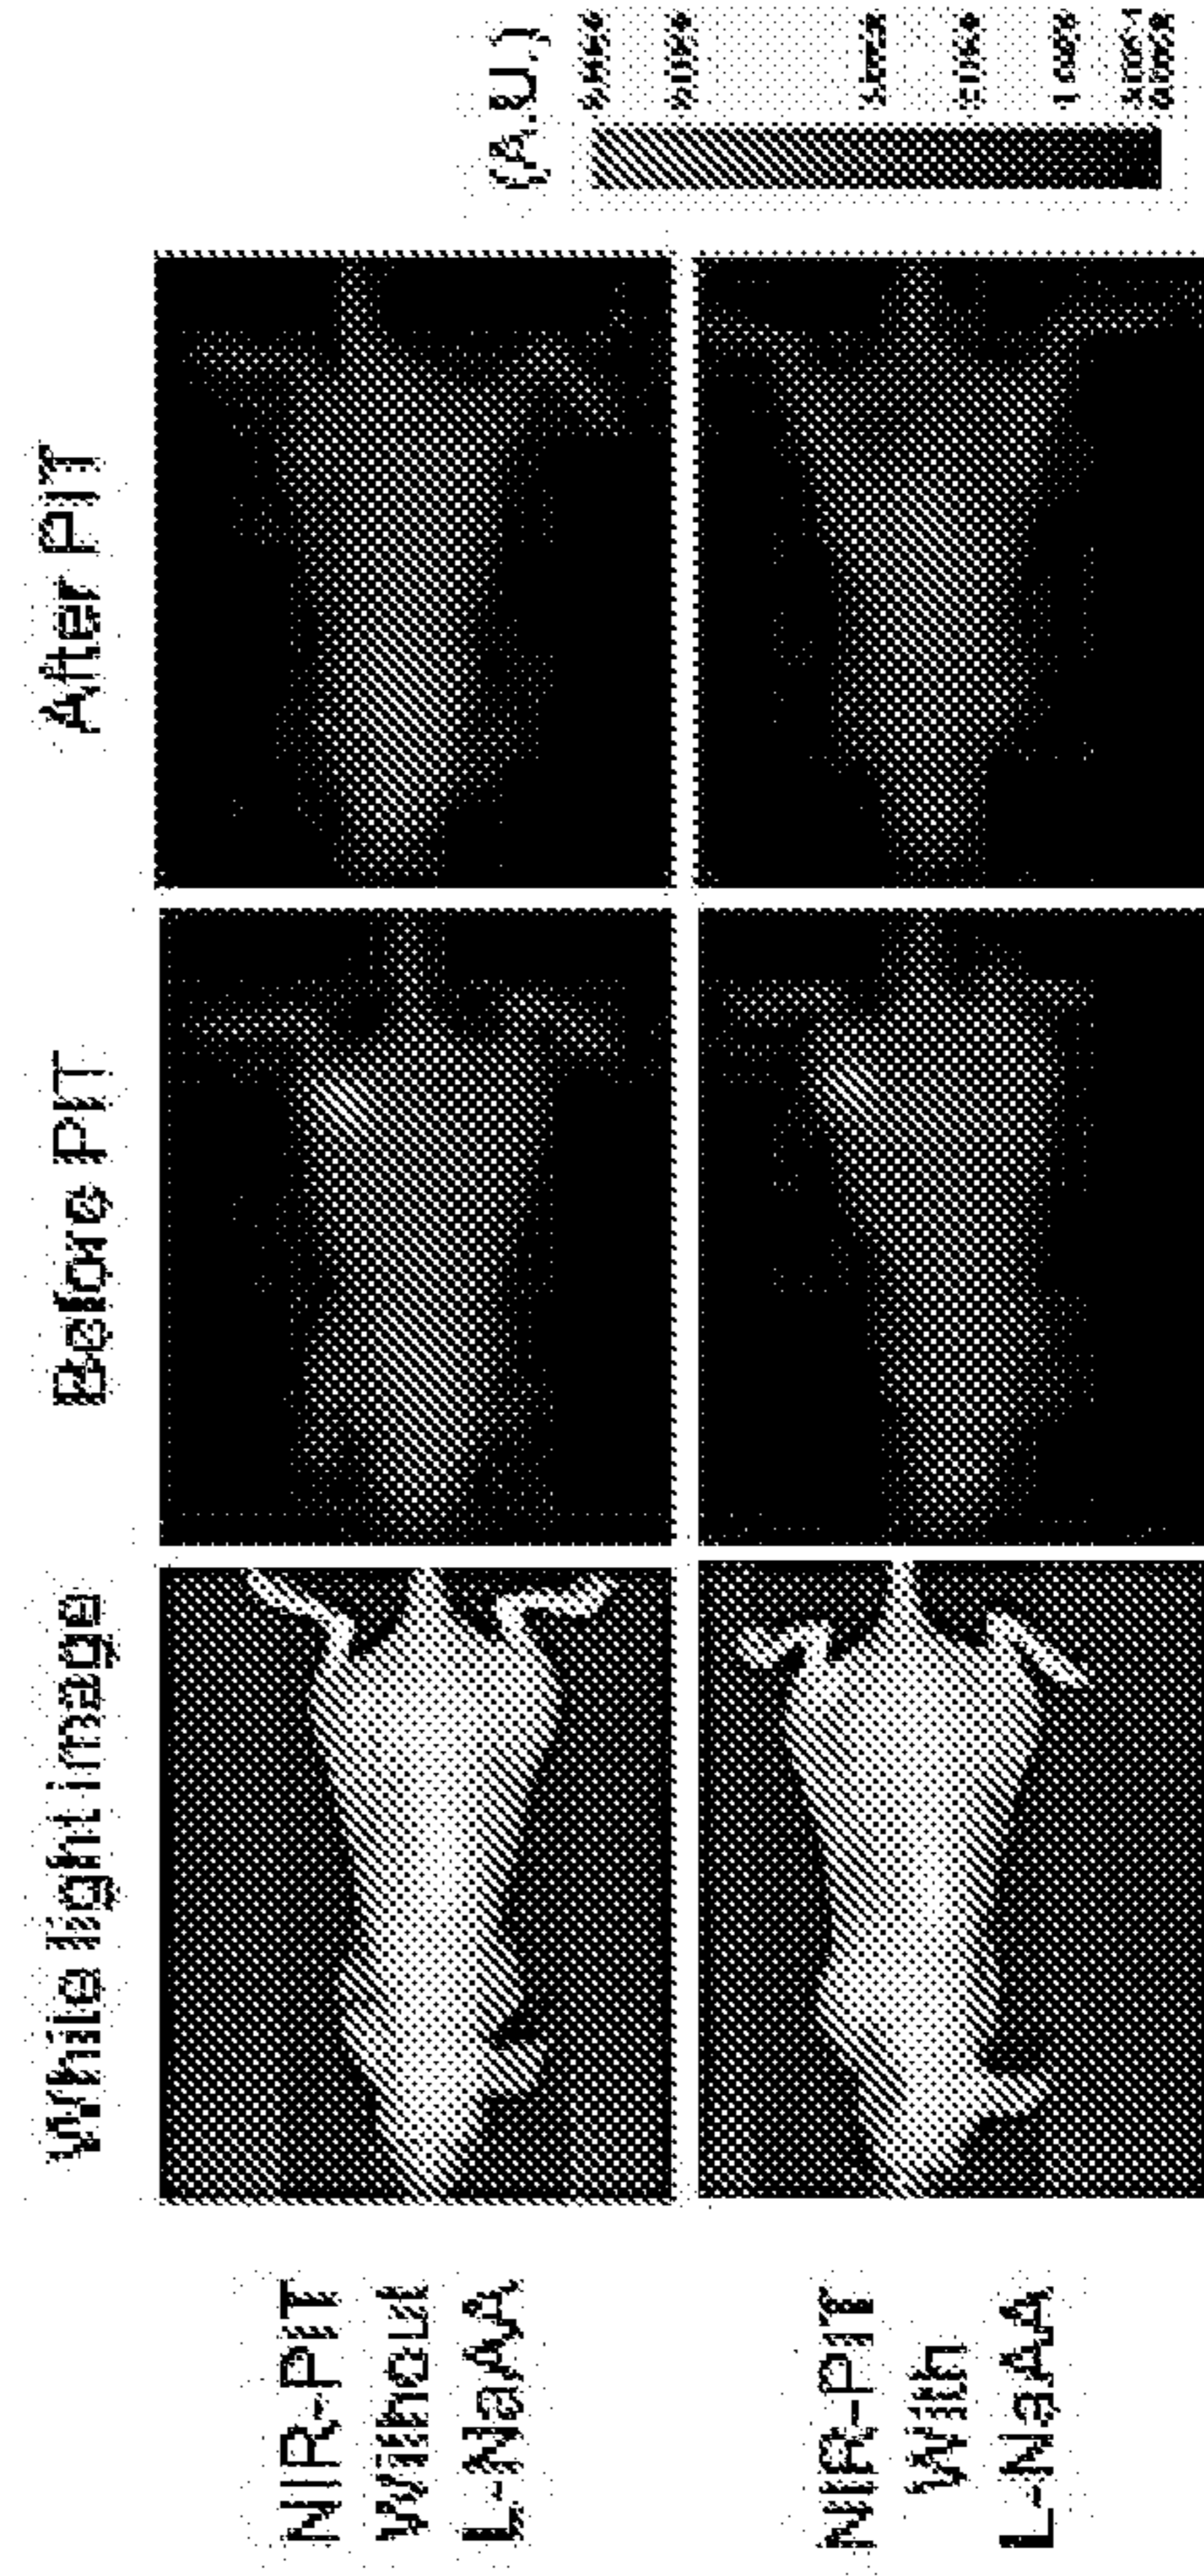 White light image
Before PIT
After PIT
(A.U.)
NIR-PIT
Without
L-NaAA
NIR-PIT
With
L-NaAA